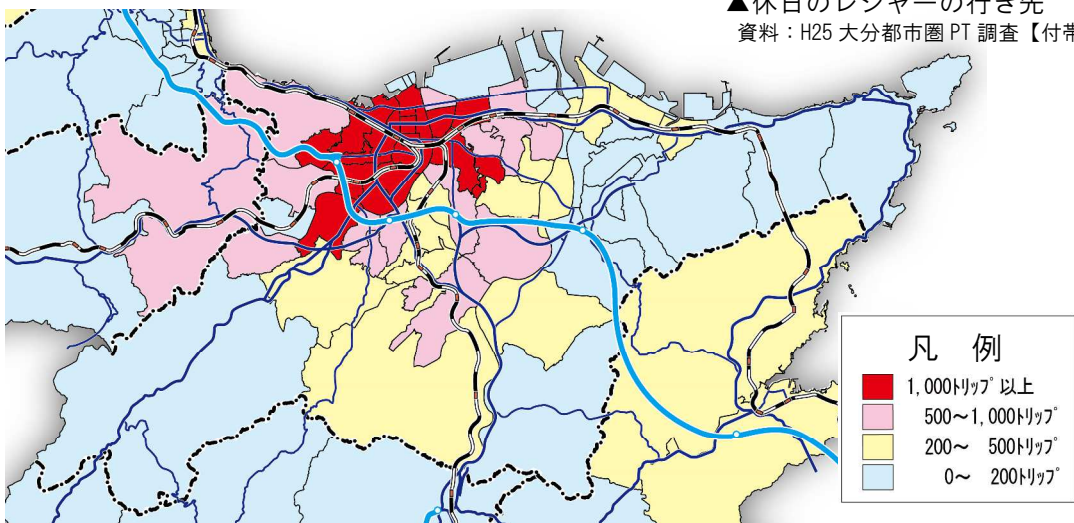 ▲休日のレジャーの行き先
資料：H25 大分都市圏 PT 調査【付帯
凡 例
1,000ﾄﾘｯﾌﾟ以上
500～1,000ﾄﾘｯﾌﾟ
200～ 500ﾄﾘｯﾌﾟ
0～ 200ﾄﾘｯﾌﾟ